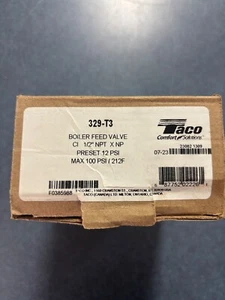 329-T3
Taco
Comfort Solutions
BOILER FEED VALVE
CI 1/2" NPT X NP
PRESET 12 PSI
MAX 100 PSI / 212F
07-23
E0385988